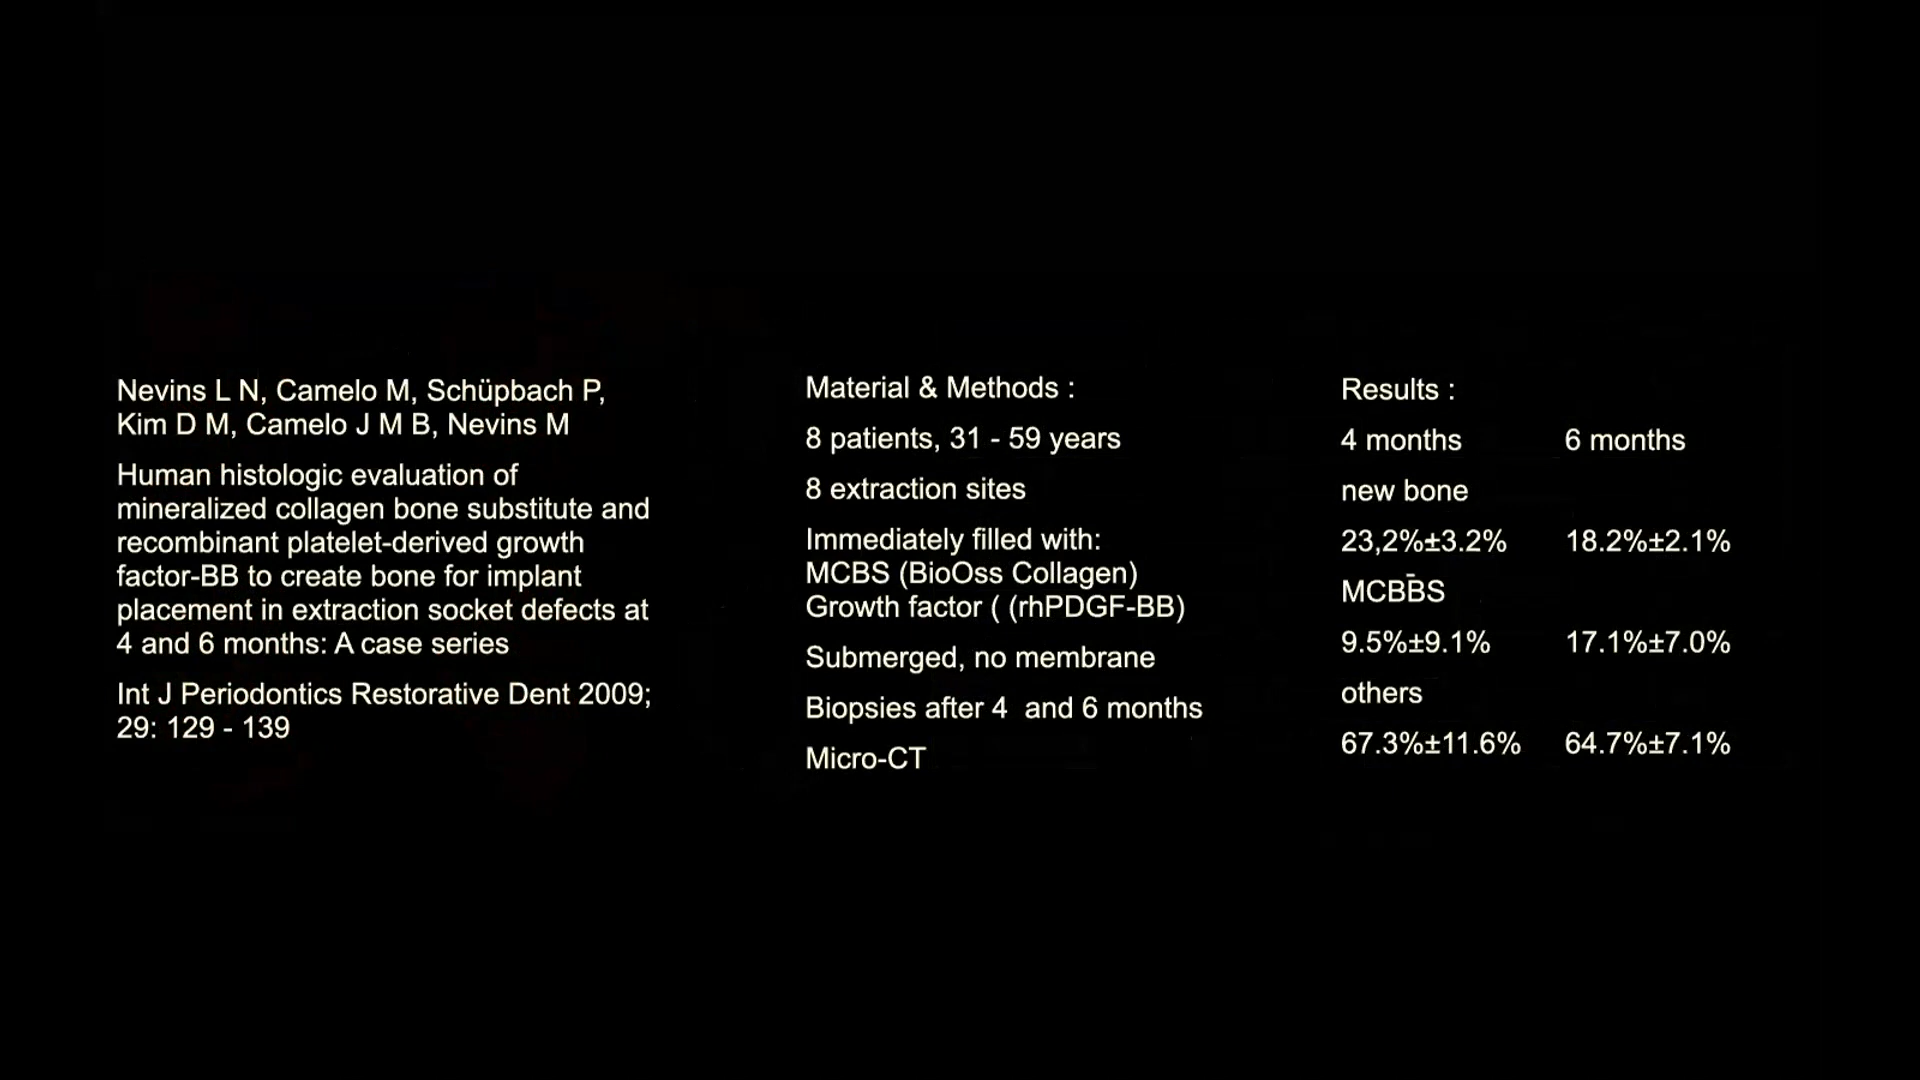 Nevins L N, Camelo M, Schüpbach P,
Kim D M, Camelo J M B, Nevins M
Human histologic evaluation of
mineralized collagen bone substitute and
recombinant platelet-derived growth
factor-BB to create bone for implant
placement in extraction socket defects at
4 and 6 months: A case series
Int J Periodontics Restorative Dent 2009;
29: 129 - 139
Material & Methods :
8 patients, 31 - 59 years
8 extraction sites
Immediately filled with:
MCBS (BioOss Collagen)
Growth factor ( (rhPDGF-BB)
Submerged, no membrane
Biopsies after 4  and 6 months
Micro-CT
Results :
4 months 6 months
new bone
23,2%±3.2% 18.2%±2.1%
MCBB̄S
9.5%±9.1% 17.1%±7.0%
others
67.3%±11.6% 64.7%±7.1%